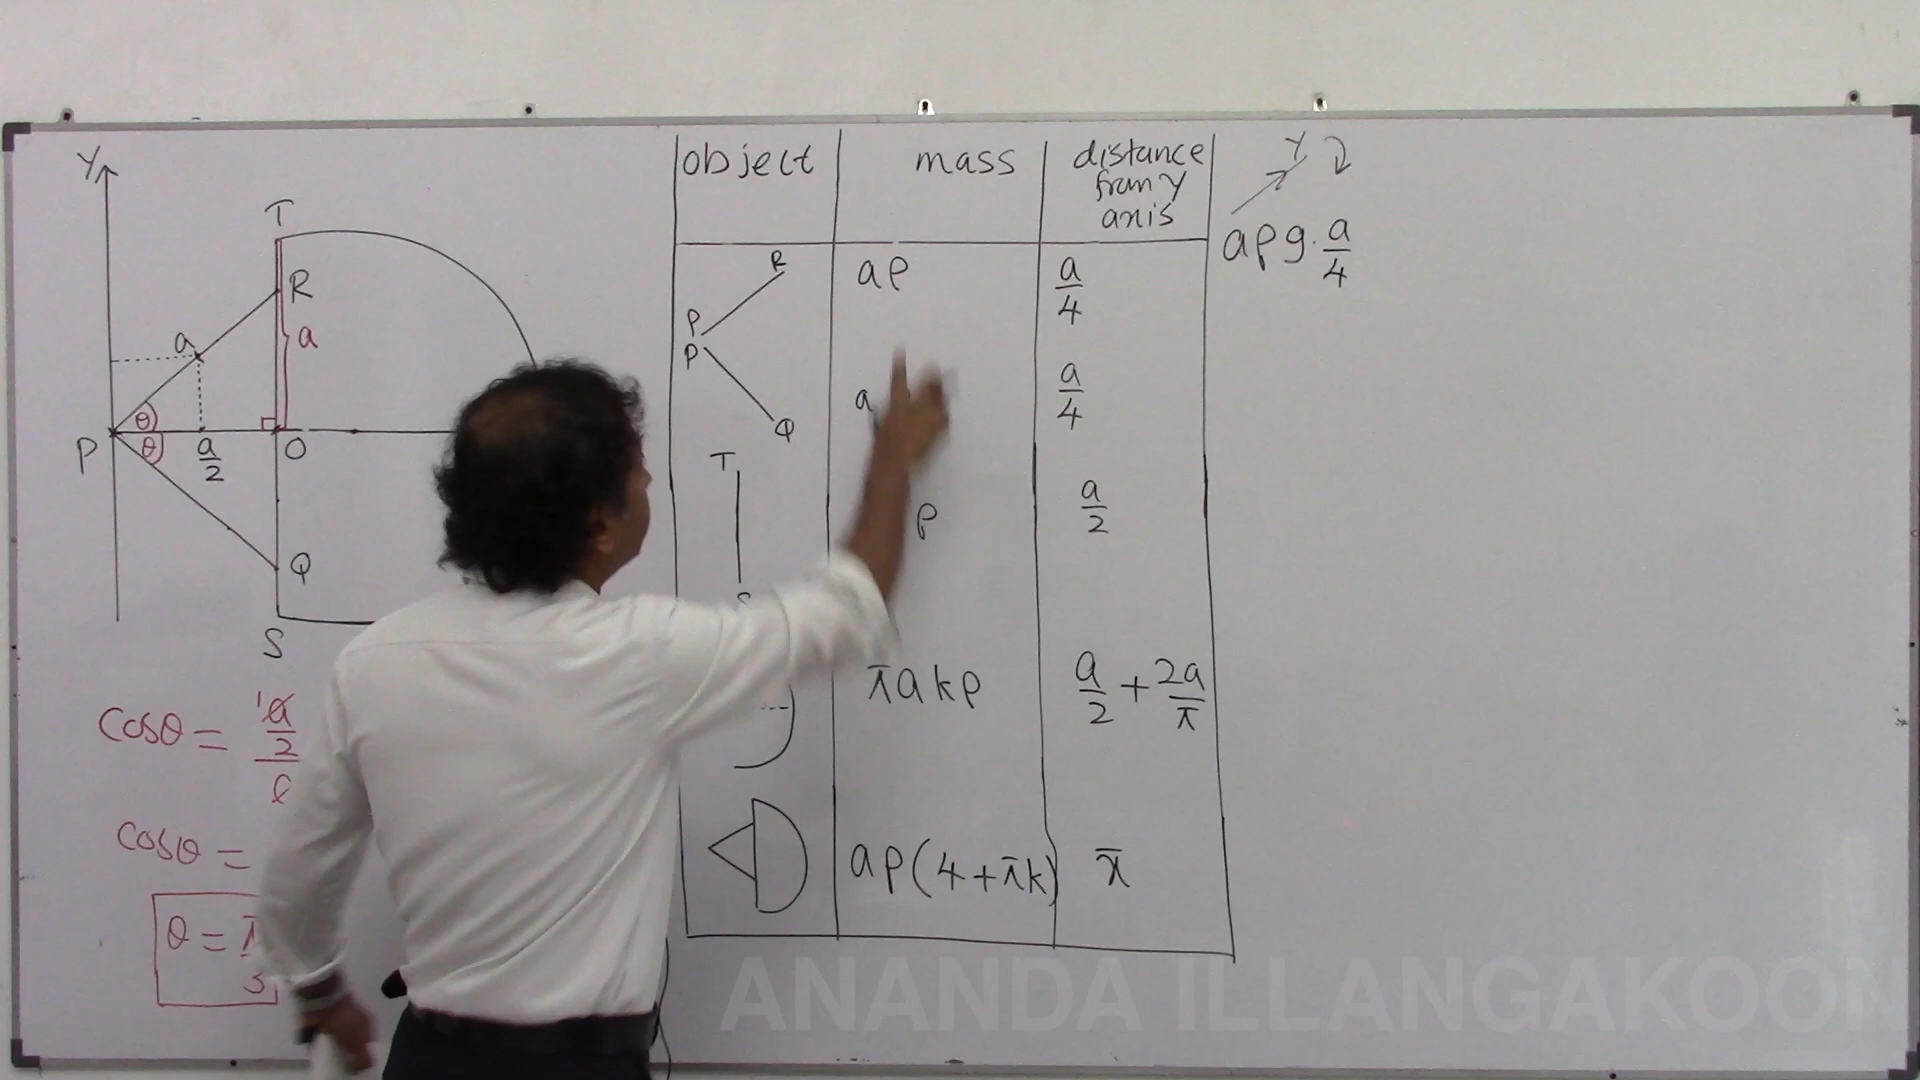 Y
T
R
a
a
θ
θ
P
a/2
O
Q
S
cosθ = a/2 / l
cosθ =
θ =
object mass distance from Y axis
P R aρ a/4
P Q a a/4
T ρ a/2
πakρ a/2 + 2a/π
aρ(4+πk) x̄
Y
aρg·a/4
ANANDA ILLANGAKOON